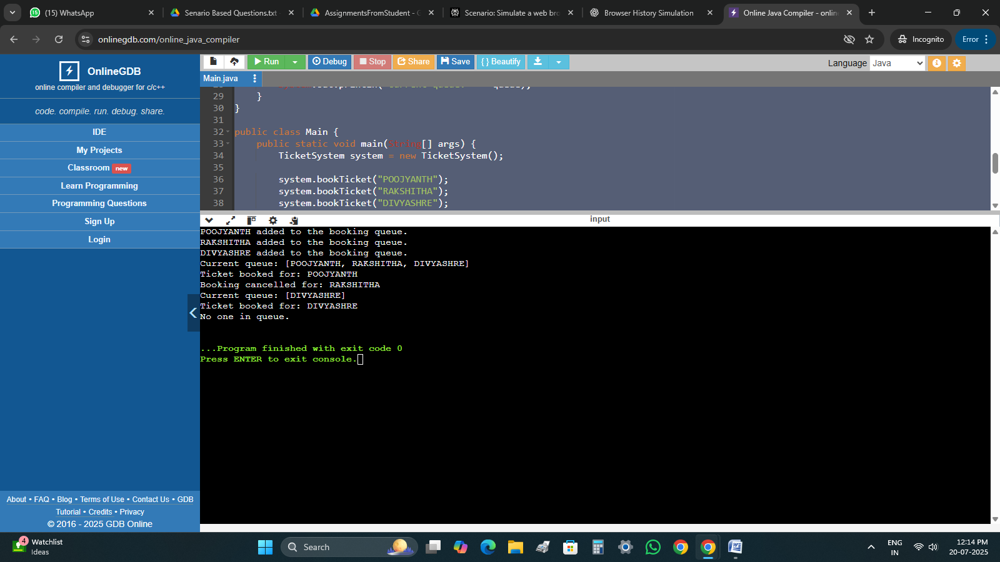 (15) WhatsApp
Senario Based Questions.txt
AssignmentsFromStudent - G
Scenario: Simulate a web bro
Browser History Simulation
Online Java Compiler - online
onlinegdb.com/online_java_compiler
Incognito
Error
OnlineGDB
online compiler and debugger for c/c++
code. compile. run. debug. share.
IDE
My Projects
Classroom new
Learn Programming
Programming Questions
Sign Up
Login
About • FAQ • Blog • Terms of Use • Contact Us • GDB
Tutorial • Credits • Privacy
© 2016 - 2025 GDB Online
Run
Debug
Stop
Share
Save
{ } Beautify
Language Java
Main.java
29 }
30 }
31
32 public class Main {
33 public static void main(String[] args) {
34 TicketSystem system = new TicketSystem();
35
36 system.bookTicket("POOJYANTH");
37 system.bookTicket("RAKSHITHA");
38 system.bookTicket("DIVYASHRE");
input
POOJYANTH added to the booking queue.
RAKSHITHA added to the booking queue.
DIVYASHRE added to the booking queue.
Current queue: [POOJYANTH, RAKSHITHA, DIVYASHRE]
Ticket booked for: POOJYANTH
Booking cancelled for: RAKSHITHA
Current queue: [DIVYASHRE]
Ticket booked for: DIVYASHRE
No one in queue.
...Program finished with exit code 0
Press ENTER to exit console.
4
Watchlist
Ideas
Search
ENG
IN
12:14 PM
20-07-2025